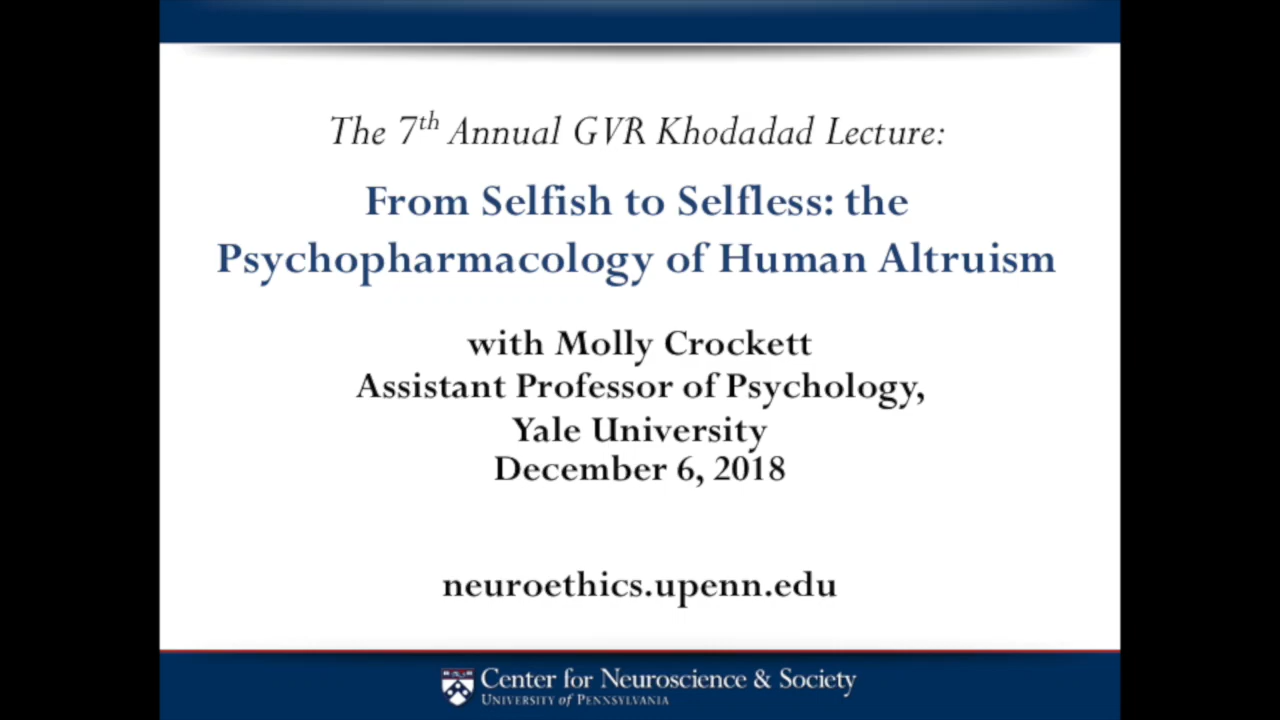 The 7th Annual GVR Khodadad Lecture:
From Selfish to Selfless: the
Psychopharmacology of Human Altruism
with Molly Crockett
Assistant Professor of Psychology,
Yale University
December 6, 2018
neuroethics.upenn.edu
Center for Neuroscience & Society
University of Pennsylvania